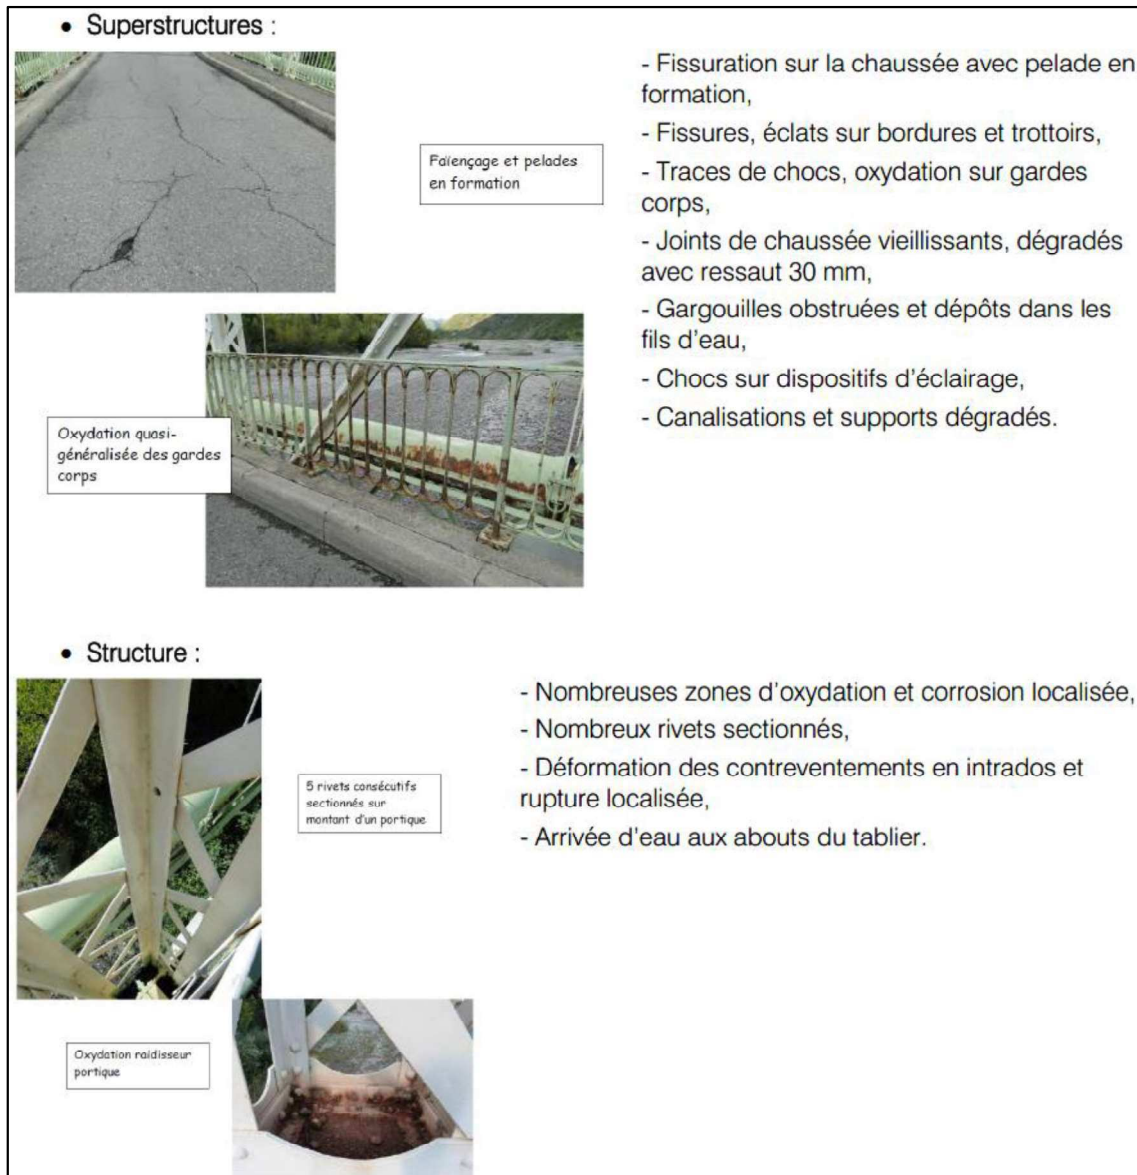 • Superstructures :
- Fissuration sur la chaussée avec pelade en
formation,
- Fissures, éclats sur bordures et trottoirs,
- Traces de chocs, oxydation sur gardes
corps,
- Joints de chaussée vieillissants, dégradés
avec ressaut 30 mm,
- Gargouilles obstruées et dépôts dans les
fils d'eau,
- Chocs sur dispositifs d'éclairage,
- Canalisations et supports dégradés.
Faïençage et pelades
en formation
Oxydation quasi-
généralisée des gardes
corps
• Structure :
- Nombreuses zones d'oxydation et corrosion localisée,
- Nombreux rivets sectionnés,
- Déformation des contreventements en intrados et
rupture localisée,
- Arrivée d'eau aux abouts du tablier.
5 rivets consécutifs
sectionnés sur
montant d'un portique
Oxydation raidisseur
portique